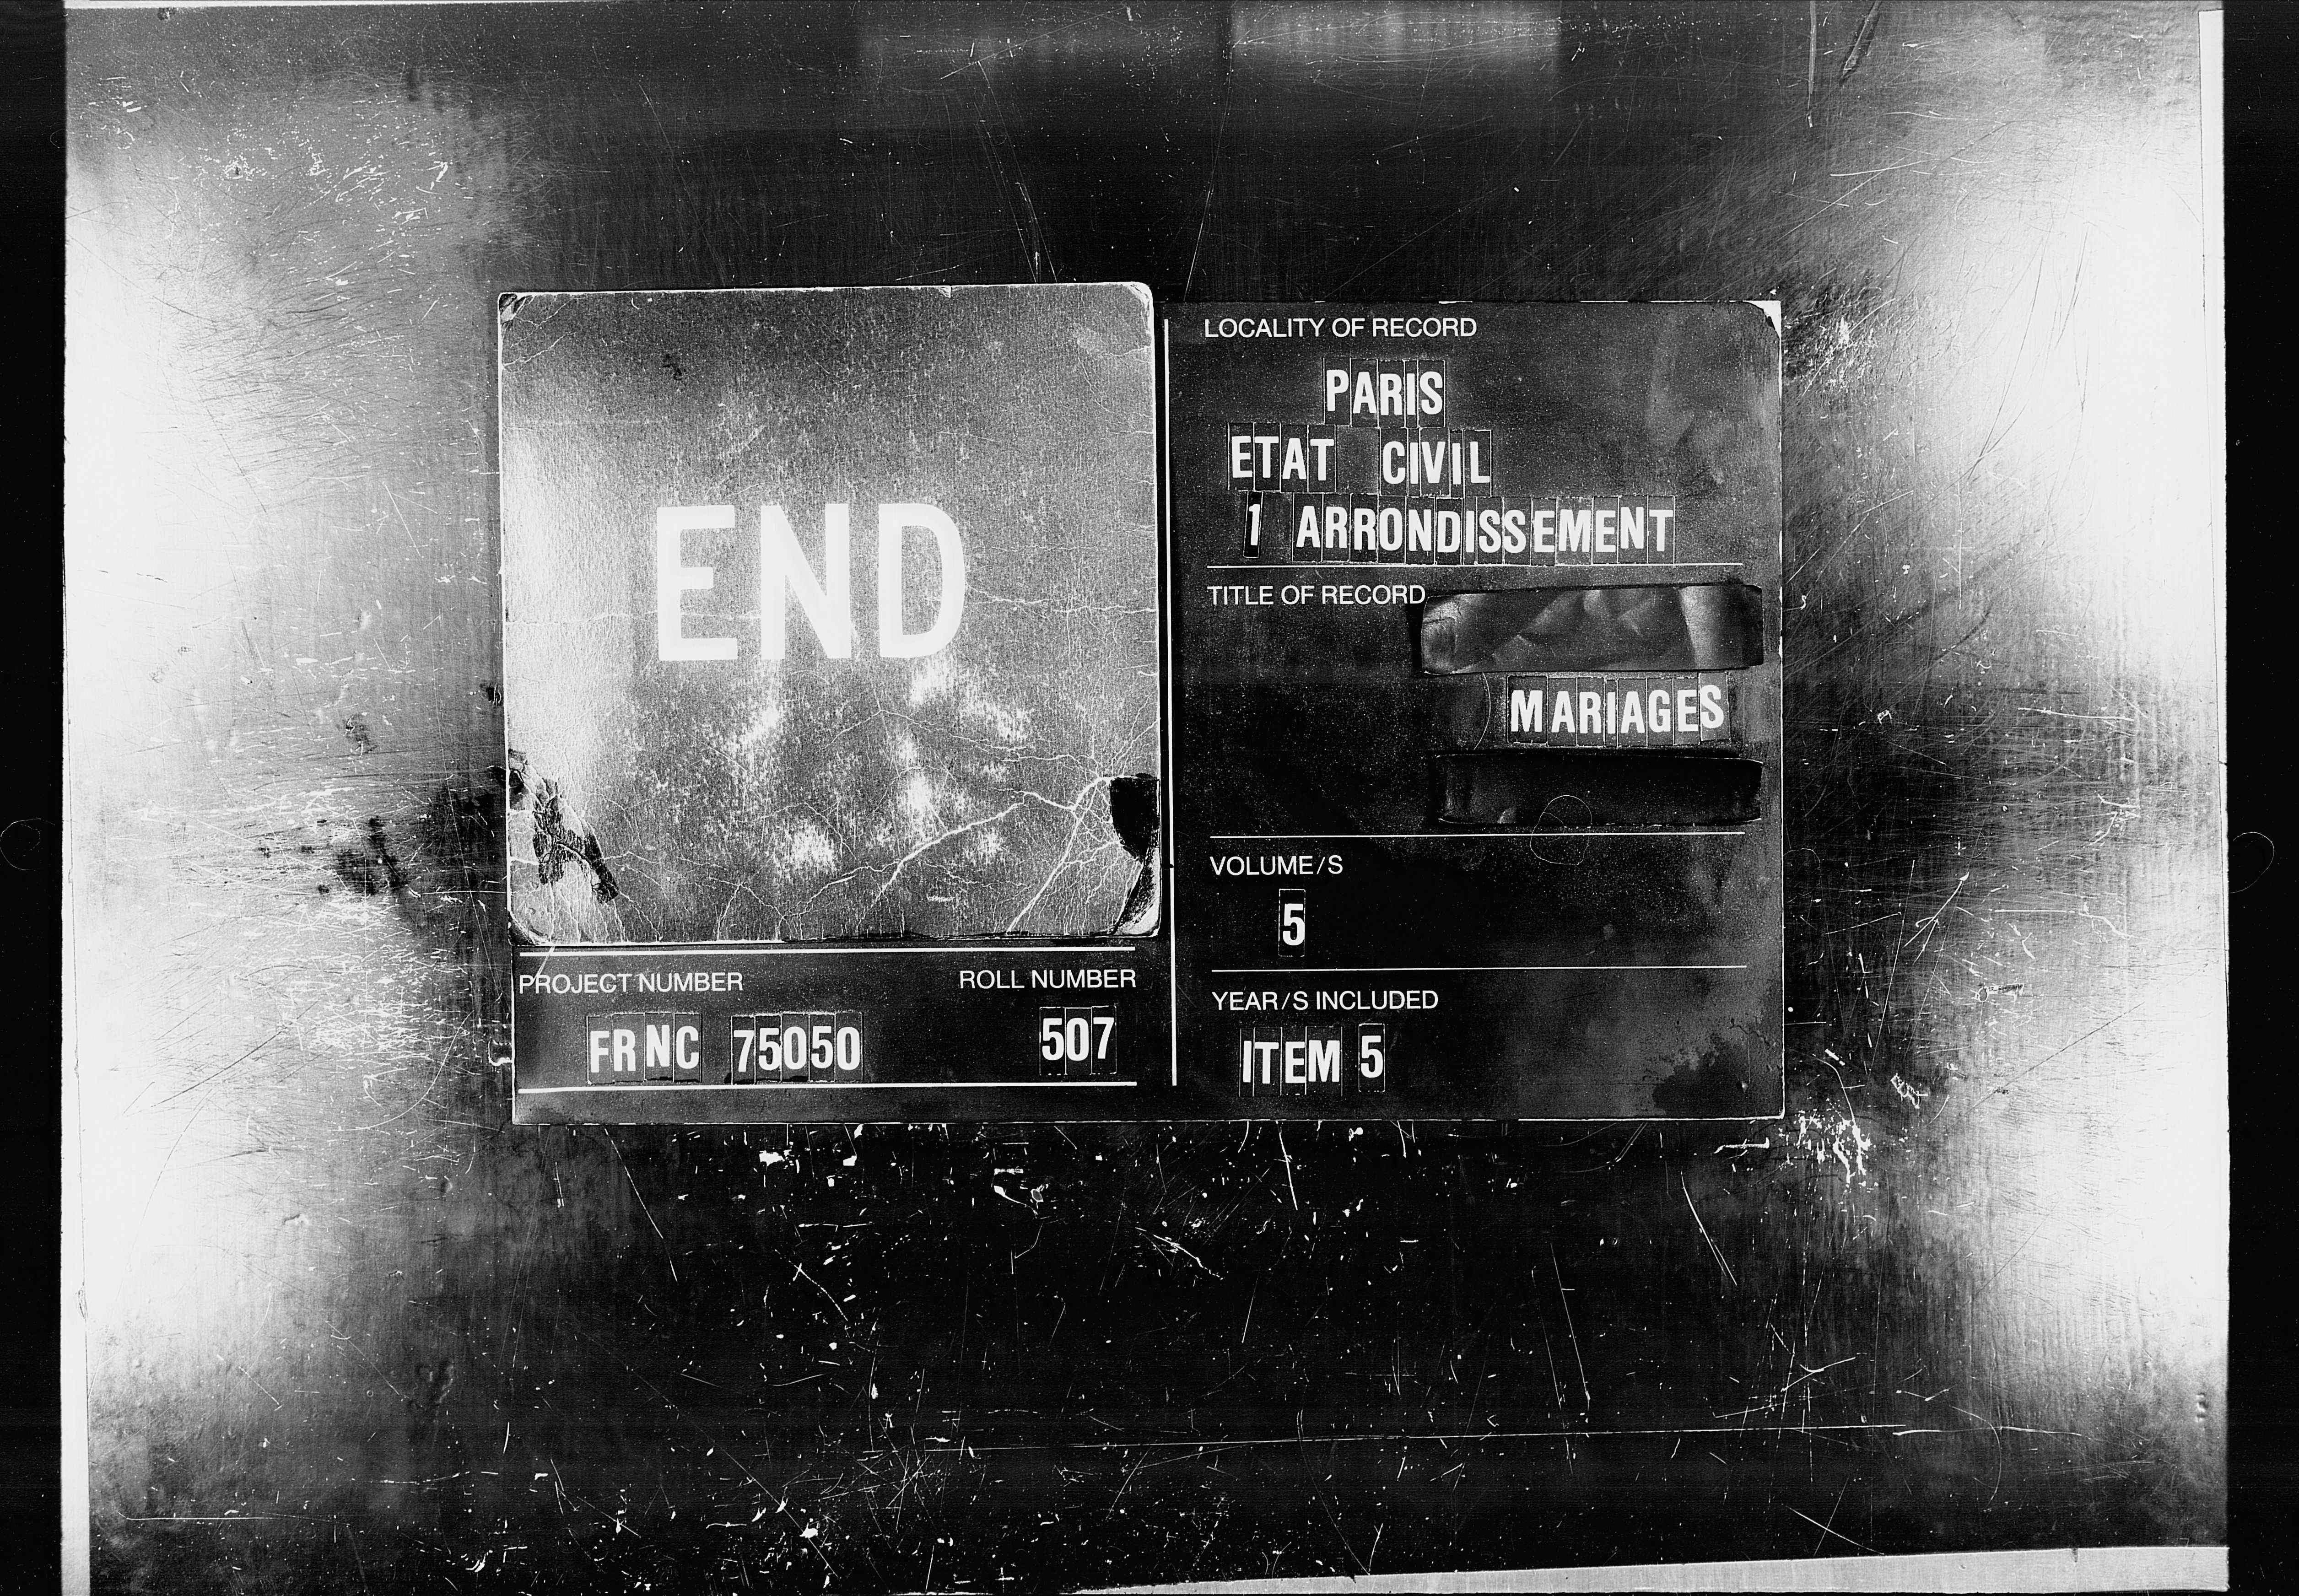 END
PROJECT NUMBER ROLL NUMBER
FRNC 75050 507
LOCALITY OF RECORD
PARIS
ETAT CIVIL
1 ARRONDISSEMENT
TITLE OF RECORD
MARIAGES
VOLUME/S
5
YEAR/S INCLUDED
ITEM 5